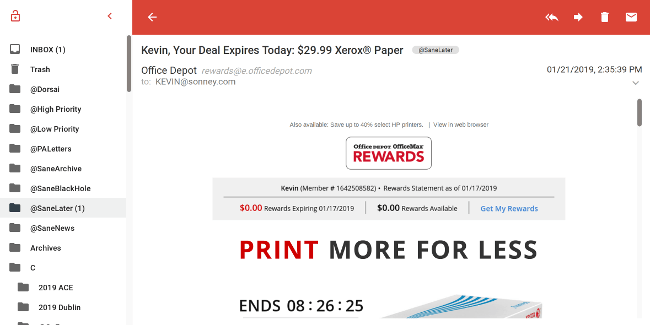 INBOX (1)
Trash
@Dorsai
@High Priority
@Low Priority
@PALetters
@SaneArchive
@SaneBlackHole
@SaneLater (1)
@SaneNews
Archives
C
2019 ACE
2019 Dublin
Kevin, Your Deal Expires Today: $29.99 Xerox® Paper @SaneLater
Office Depot rewards@e.officedepot.com 01/21/2019, 2:35:39 PM
to: KEVIN@sonney.com
Also available: Save up to 40% select HP printers. | View in web browser
Office DEPOT OfficeMax
REWARDS
Kevin (Member # 1642508582) • Rewards Statement as of 01/17/2019
$0.00 Rewards Expiring 01/17/2019 | $0.00 Rewards Available | Get My Rewards
PRINT MORE FOR LESS
ENDS 08 : 26 : 25